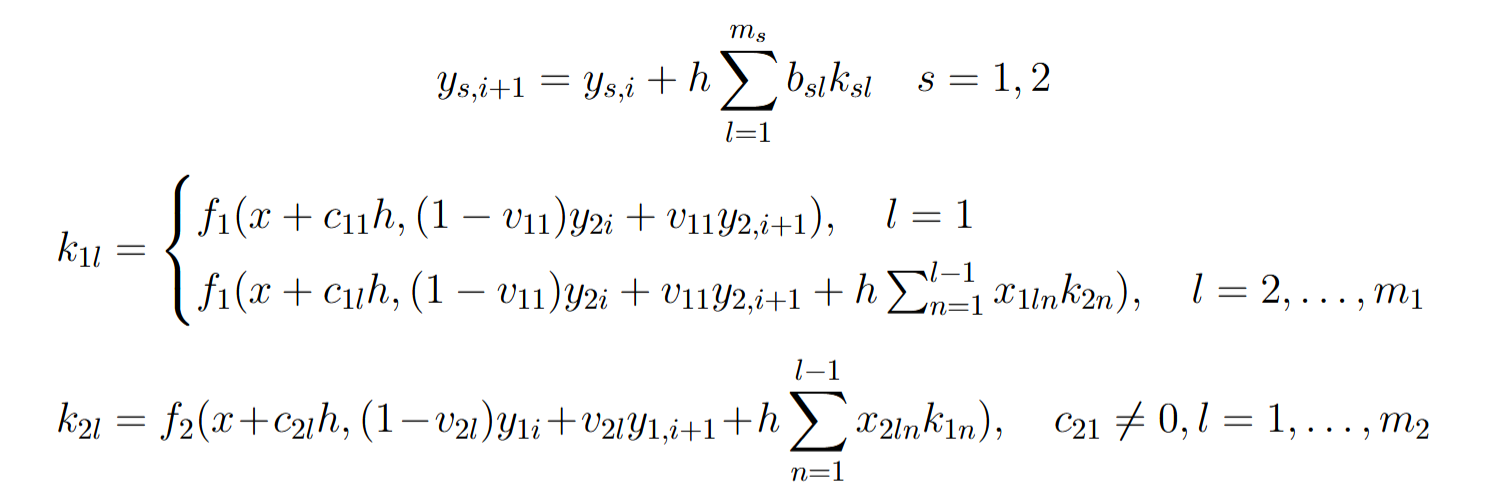 $$y_{s,i+1} = y_{s,i} + h \sum_{l=1}^{m_s} b_{sl} k_{sl} \quad s = 1, 2$$
$$k_{1l} = \begin{cases} f_1(x + c_{11}h, (1 - v_{11})y_{2i} + v_{11}y_{2,i+1}), & l = 1 \\ f_1(x + c_{1l}h, (1 - v_{11})y_{2i} + v_{11}y_{2,i+1} + h \sum_{n=1}^{l-1} x_{1ln} k_{2n}), & l = 2, \ldots, m_1 \end{cases}$$
$$k_{2l} = f_2(x + c_{2l}h, (1 - v_{2l})y_{1i} + v_{2l}y_{1,i+1} + h \sum_{n=1}^{l-1} x_{2ln} k_{1n}), \quad c_{21} \neq 0, l = 1, \ldots, m_2$$